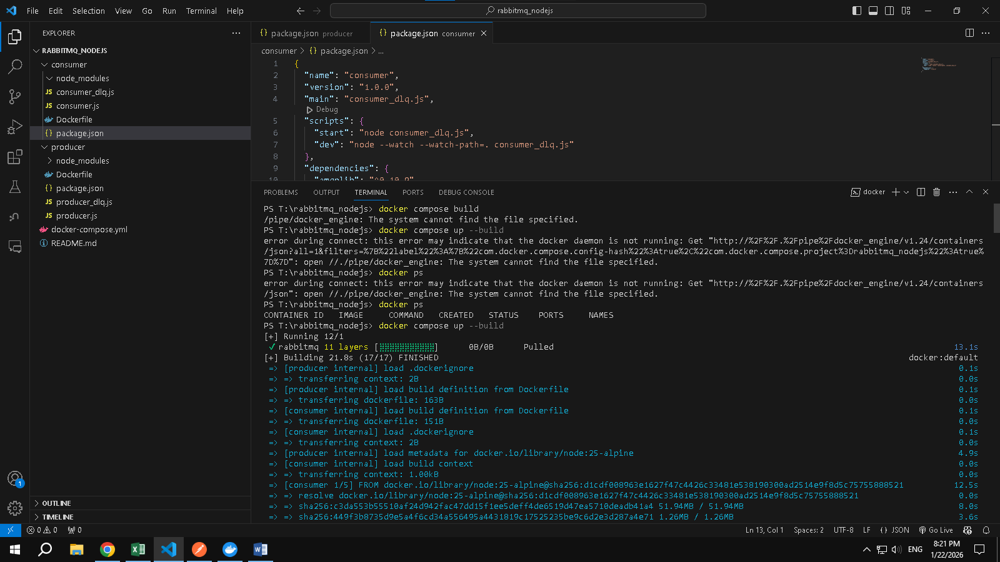 File Edit Selection View Go Run Terminal Help
rabbitmq_nodejs
EXPLORER
RABBITMQ_NODEJS
consumer
node_modules
JS consumer_dlq.js
JS consumer.js
Dockerfile
{} package.json
producer
node_modules
Dockerfile
{} package.json
JS producer_dlq.js
JS producer.js
docker-compose.yml
README.md
OUTLINE
TIMELINE
{} package.json producer
{} package.json consumer
consumer > {} package.json > ...
1 {
2 "name": "consumer",
3 "version": "1.0.0",
4 "main": "consumer_dlq.js",
Debug
5 "scripts": {
6 "start": "node consumer_dlq.js",
7 "dev": "node --watch --watch-path=. consumer_dlq.js"
8 },
9 "dependencies": {
10 "amqplib": "^0.10.9"
PROBLEMS OUTPUT TERMINAL PORTS DEBUG CONSOLE
docker
PS T:\rabbitmq_nodejs> docker compose build
/pipe/docker_engine: The system cannot find the file specified.
PS T:\rabbitmq_nodejs> docker compose up --build
error during connect: this error may indicate that the docker daemon is not running: Get "http://%2F%2F.%2Fpipe%2Fdocker_engine/v1.24/containers
/json?all=1&filters=%7B%22label%22%3A%7B%22com.docker.compose.config-hash%22%3Atrue%2C%22com.docker.compose.project%3Drabbitmq_nodejs%22%3Atrue%
7D%7D": open //./pipe/docker_engine: The system cannot find the file specified.
PS T:\rabbitmq_nodejs> docker ps
error during connect: this error may indicate that the docker daemon is not running: Get "http://%2F%2F.%2Fpipe%2Fdocker_engine/v1.24/containers
/json": open //./pipe/docker_engine: The system cannot find the file specified.
PS T:\rabbitmq_nodejs> docker ps
CONTAINER ID IMAGE COMMAND CREATED STATUS PORTS NAMES
PS T:\rabbitmq_nodejs> docker compose up --build
[+] Running 12/1
✓ rabbitmq 11 layers [⣿⣿⣿⣿⣿⣿⣿⣿⣿⣿⣿] 0B/0B Pulled 13.1s
[+] Building 21.8s (17/17) FINISHED docker:default
=> [producer internal] load .dockerignore 0.1s
=> => transferring context: 2B 0.0s
=> [producer internal] load build definition from Dockerfile 0.1s
=> => transferring dockerfile: 163B 0.0s
=> [consumer internal] load build definition from Dockerfile 0.1s
=> => transferring dockerfile: 151B 0.0s
=> [consumer internal] load .dockerignore 0.1s
=> => transferring context: 2B 0.0s
=> [producer internal] load metadata for docker.io/library/node:25-alpine 4.9s
=> [consumer internal] load build context 0.0s
=> => transferring context: 1.00kB 0.0s
=> [consumer 1/5] FROM docker.io/library/node:25-alpine@sha256:d1cdf008963e1627f47c4426c33481e538190300ad2514e9f8d5c75755888521 12.5s
=> => resolve docker.io/library/node:25-alpine@sha256:d1cdf008963e1627f47c4426c33481e538190300ad2514e9f8d5c75755888521 0.0s
=> => sha256:c3da553b55510af24d942fac47dd15f1ee5deff4de6519d47ea5710deadb41a4 51.94MB / 51.94MB 8.0s
=> => sha256:449f3b8735d9e5a4f6cd34a556495a4431819c17525235be9c6d2e3d287a4e71 1.26MB / 1.26MB 3.6s
1
0 0 0
Ln 13, Col 1 Spaces: 2 UTF-8 LF {} JSON Go Live
ENG
8:21 PM
1/22/2026